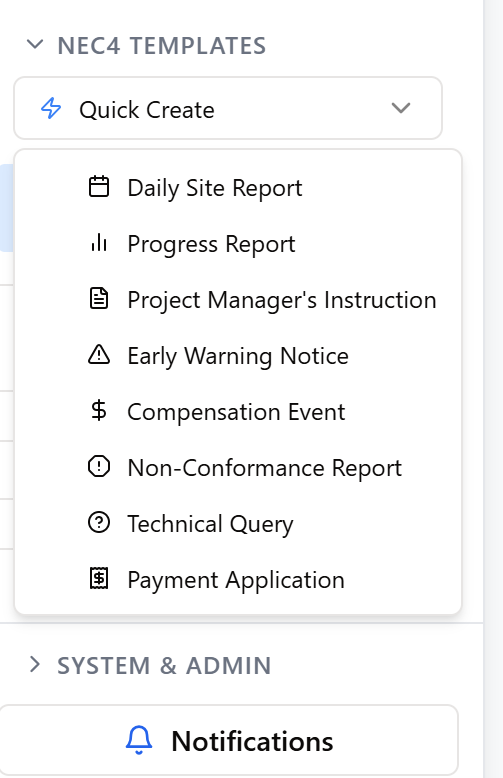 NEC4 TEMPLATES
Quick Create
Daily Site Report
Progress Report
Project Manager's Instruction
Early Warning Notice
Compensation Event
Non-Conformance Report
Technical Query
Payment Application
SYSTEM & ADMIN
Notifications